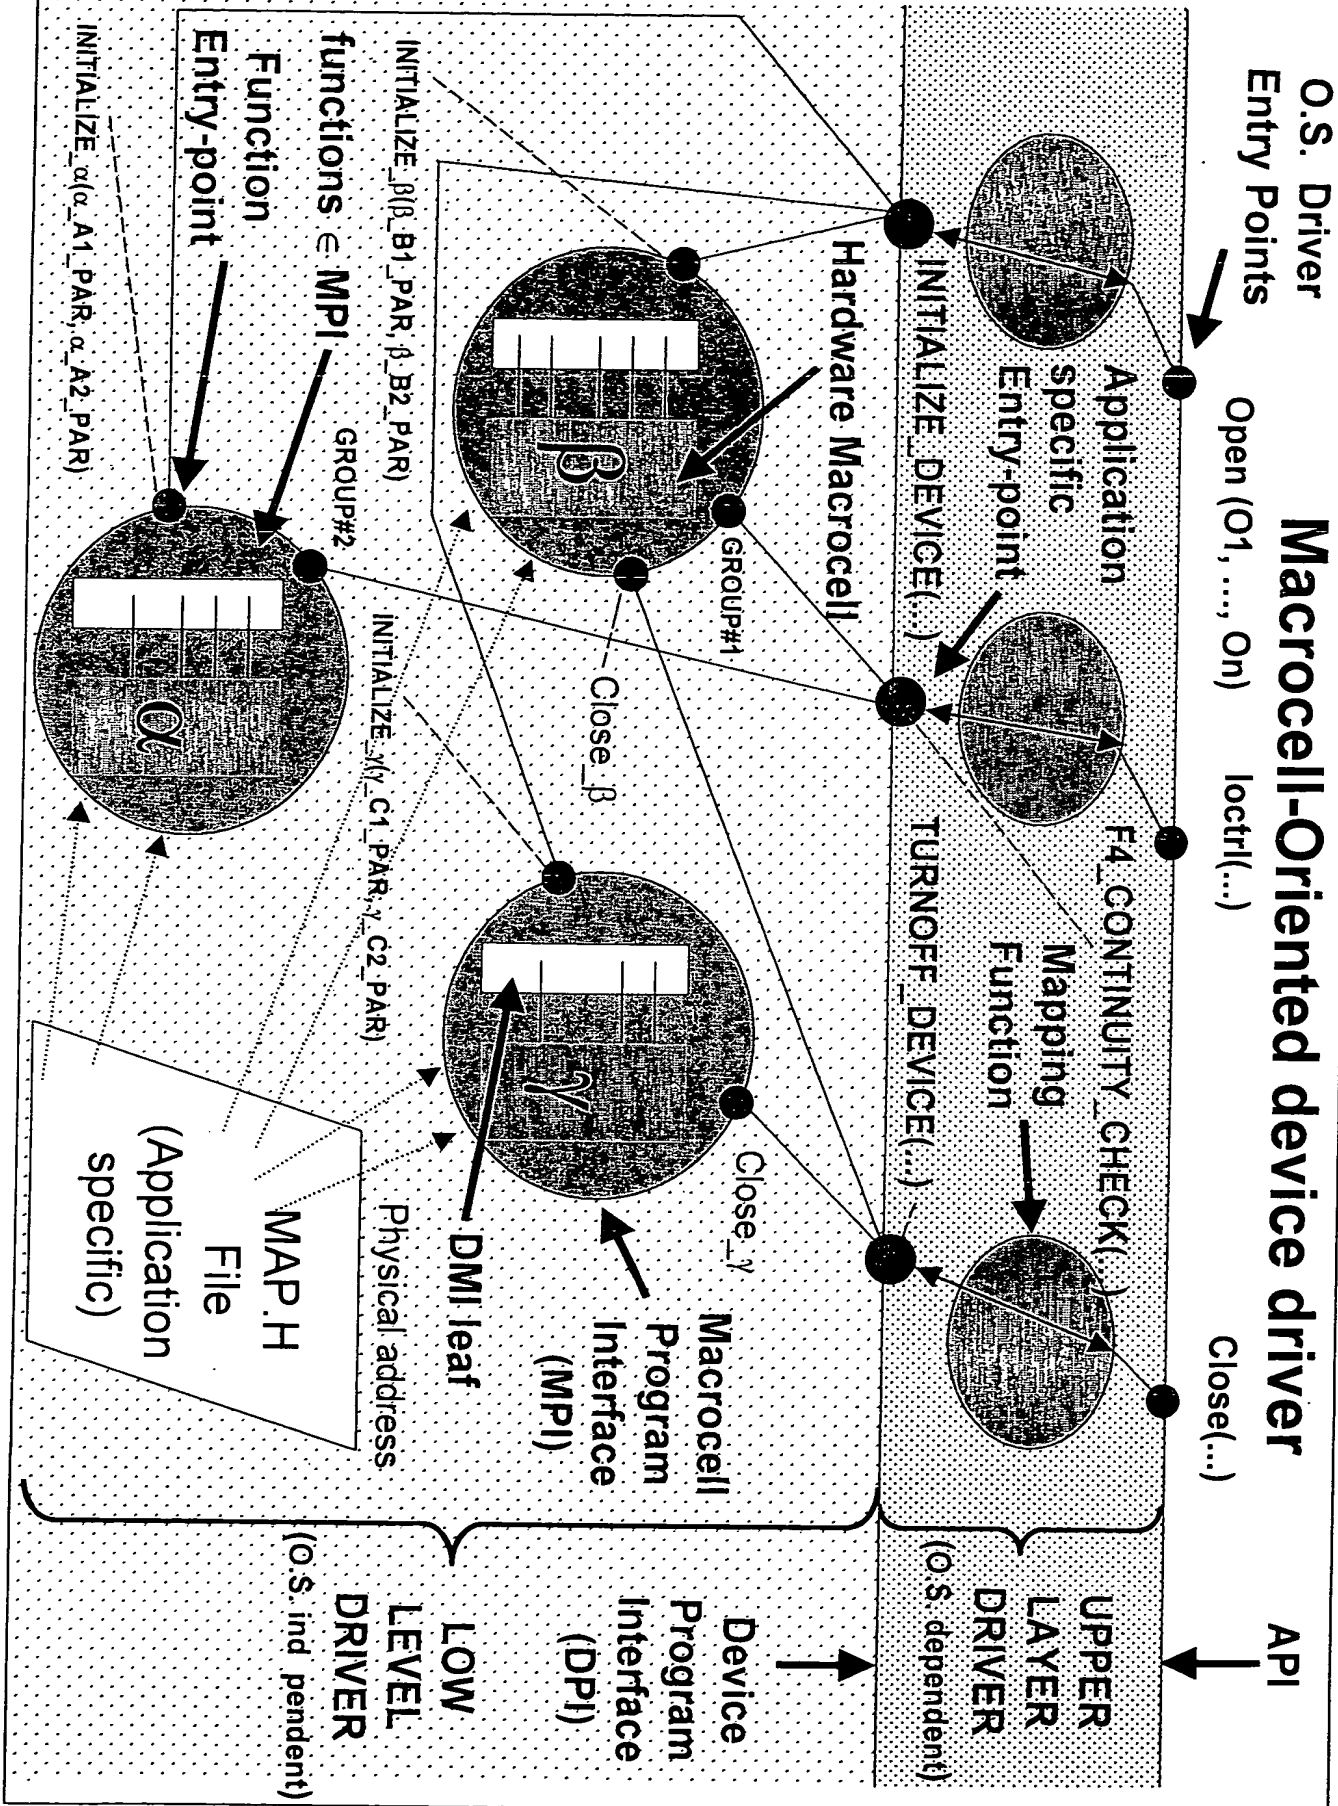 Macrocell-Oriented device driver
O.S. Driver
Entry Points
Open (O1, ..., On)
Ioctrl(...)
Close(...)
API
Application
specific
Entry-point
F4_CONTINUITY_CHECK()
Mapping
Function
UPPER
LAYER
DRIVER
(O.S. dependent)
INITIALIZE_DEVICE(...)
TURNOFF_DEVICE(...)
Hardware Macrocell
GROUP#1
Close_β
Close_γ
β
γ
Macrocell
Program
Interface
(MPI)
Device
Program
Interface
(DPI)
INITIALIZE_β(β_B1_PAR, β_B2_PAR)
functions ∈ MPI
GROUP#2
Function
Entry-point
INITIALIZE_γ(γ_C1_PAR, γ_C2_PAR)
DMI leaf
Physical address
LOW
LEVEL
DRIVER
(O.S. ind pendent)
α
MAP.H
File
(Application
specific)
INITIALIZE_α(α_A1_PAR, α_A2_PAR)